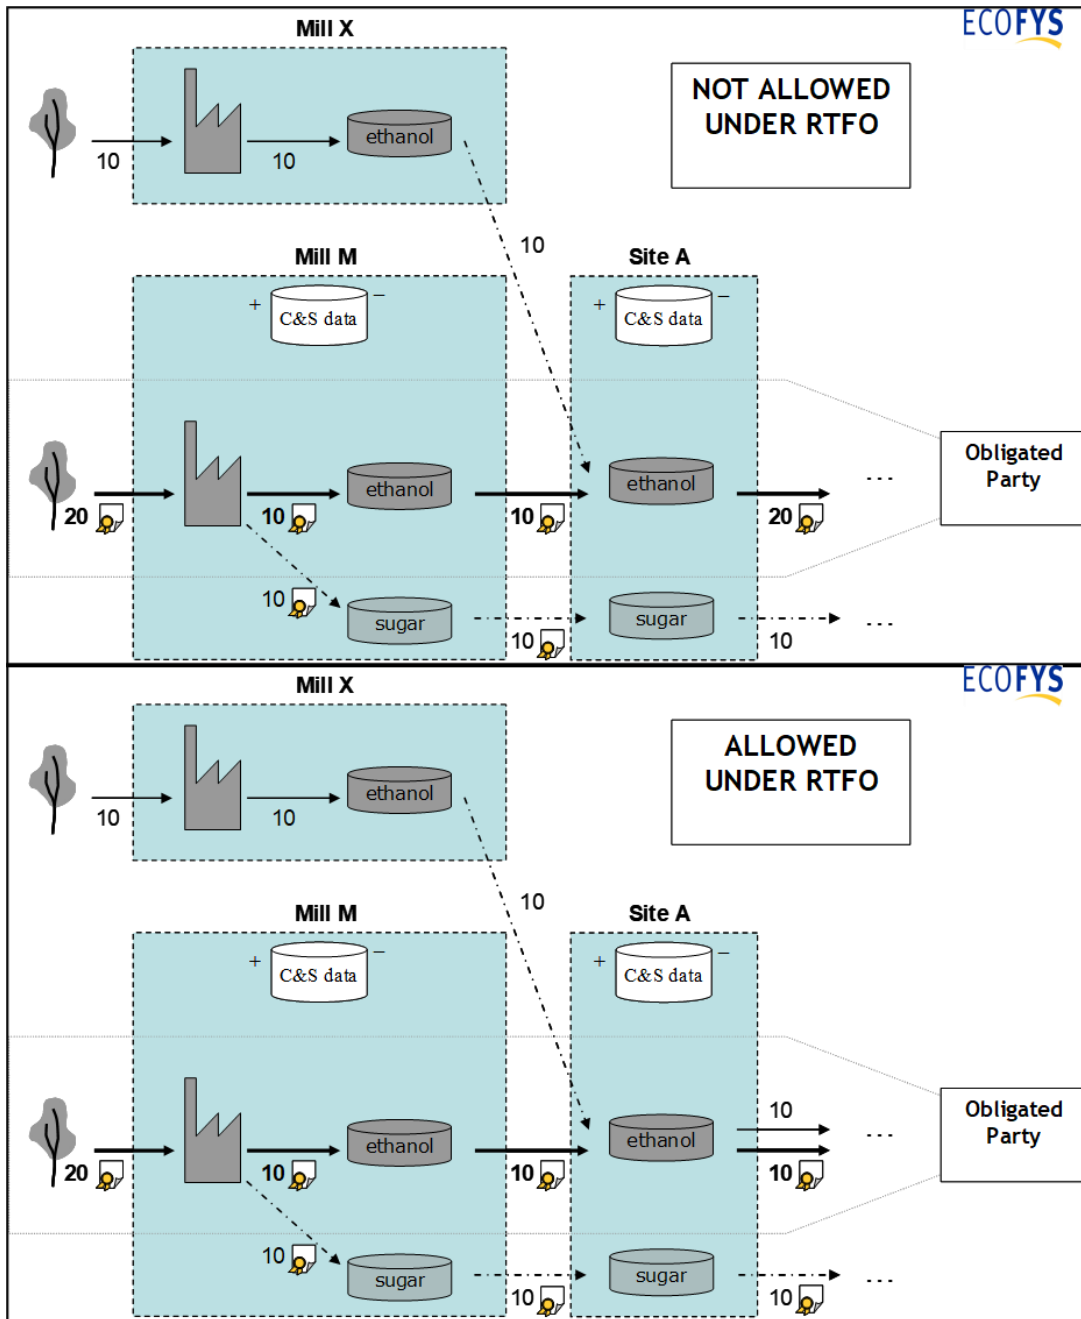 ECOFYS
Mill X
NOT ALLOWED
UNDER RTFO
ethanol
10
10
10
Mill M
Site A
+
C&S data
−
+
C&S data
−
Obligated
Party
ethanol
ethanol
...
20
10
10
20
10
sugar
sugar
...
10
10
ECOFYS
Mill X
ALLOWED
UNDER RTFO
ethanol
10
10
10
Mill M
Site A
+
C&S data
−
+
C&S data
−
10
Obligated
Party
ethanol
ethanol
...
20
10
10
10
10
sugar
sugar
...
10
10